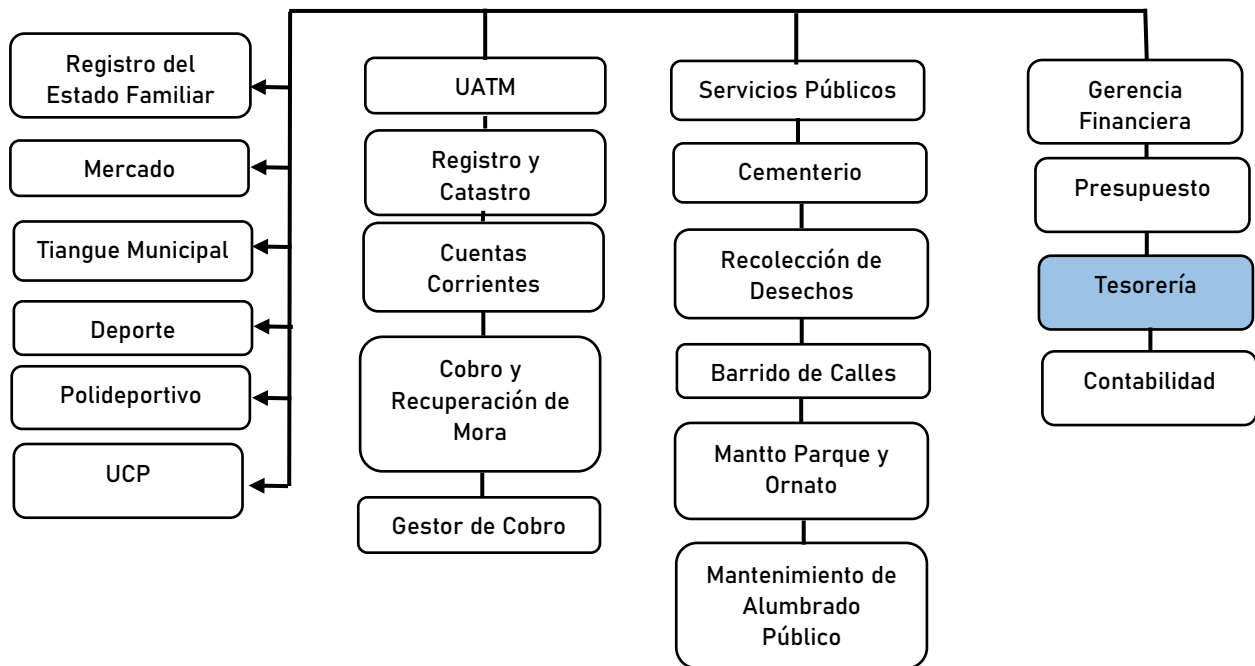 Registro del
Estado Familiar
Mercado
Tiangue Municipal
Deporte
Polideportivo
UCP
UATM
Registro y
Catastro
Cuentas
Corrientes
Cobro y
Recuperación de
Mora
Gestor de Cobro
Servicios Públicos
Cementerio
Recolección de
Desechos
Barrido de Calles
Mantto Parque y
Ornato
Mantenimiento de
Alumbrado
Público
Gerencia
Financiera
Presupuesto
Tesorería
Contabilidad